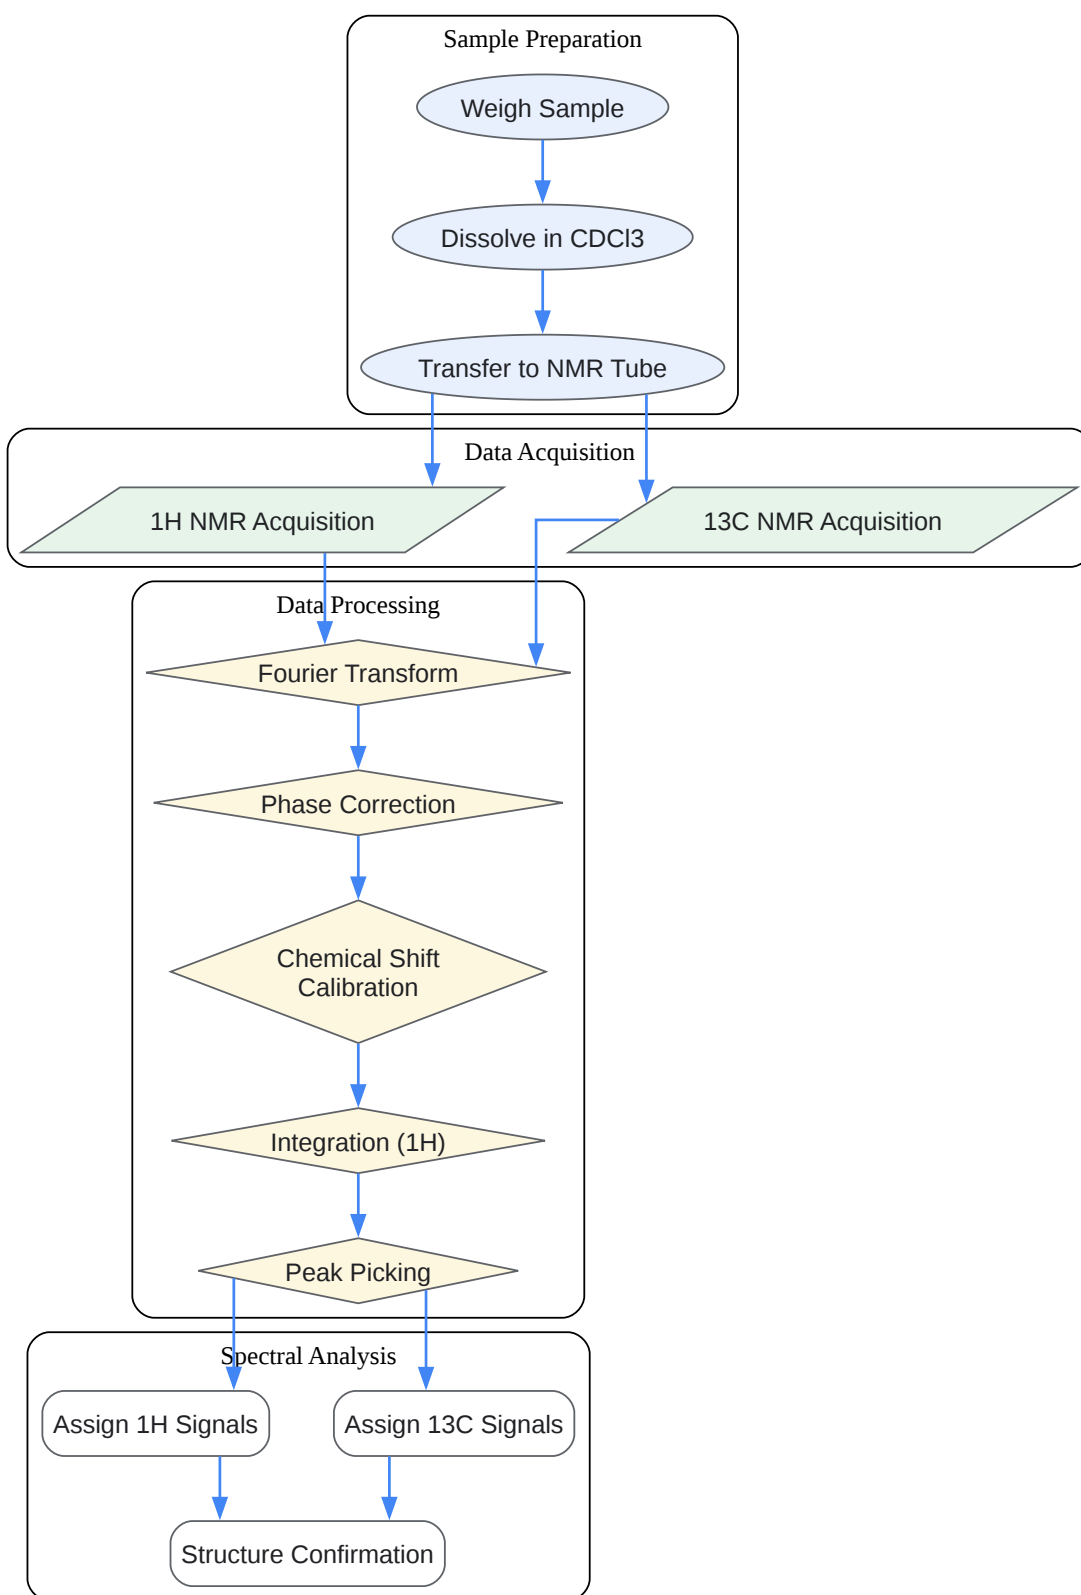 Sample Preparation
Weigh Sample
Dissolve in CDCl3
Transfer to NMR Tube
Data Acquisition
1H NMR Acquisition
13C NMR Acquisition
Data Processing
Fourier Transform
Phase Correction
Chemical Shift
Calibration
Integration (1H)
Peak Picking
Spectral Analysis
Assign 1H Signals
Assign 13C Signals
Structure Confirmation